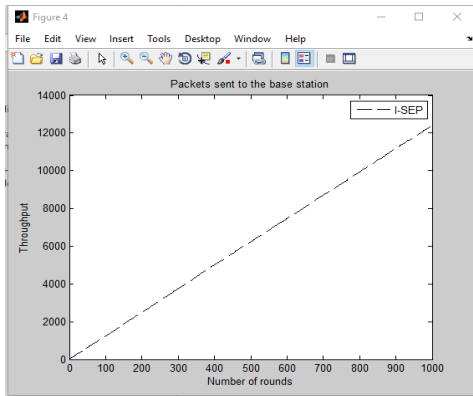 Figure 4
File Edit View Insert Tools Desktop Window Help
Packets sent to the base station
I-SEP
14000
12000
10000
8000
6000
4000
2000
0
Throughput
0 100 200 300 400 500 600 700 800 900 1000
Number of rounds